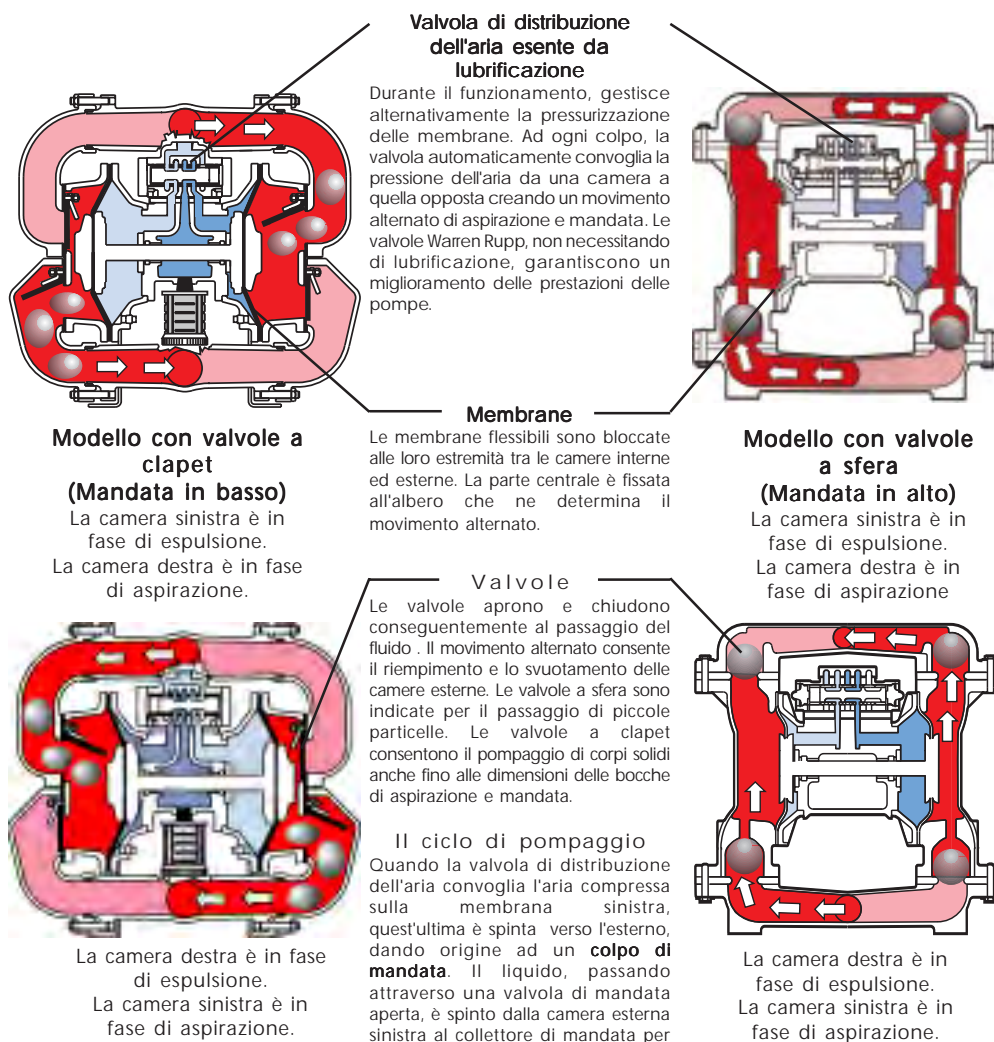 Valvola di distribuzione
dell'aria esente da
lubrificazione
Durante il funzionamento, gestisce
alternativamente la pressurizzazione
delle membrane. Ad ogni colpo, la
valvola automaticamente convoglia la
pressione dell'aria da una camera a
quella opposta creando un movimento
alternato di aspirazione e mandata. Le
valvole Warren Rupp, non necessitando
di lubrificazione, garantiscono un
miglioramento delle prestazioni delle
pompe.
Membrane
Le membrane flessibili sono bloccate
alle loro estremità tra le camere interne
ed esterne. La parte centrale è fissata
all'albero che ne determina il
movimento alternato.
Modello con valvole a
clapet
(Mandata in basso)
La camera sinistra è in
fase di espulsione.
La camera destra è in fase
di aspirazione.
Modello con valvole
a sfera
(Mandata in alto)
La camera sinistra è in
fase di espulsione.
La camera destra è in
fase di aspirazione
Valvole
Le valvole aprono e chiudono
conseguentemente al passaggio del
fluido . Il movimento alternato consente
il riempimento e lo svuotamento delle
camere esterne. Le valvole a sfera sono
indicate per il passaggio di piccole
particelle. Le valvole a clapet
consentono il pompaggio di corpi solidi
anche fino alle dimensioni delle bocche
di aspirazione e mandata.
Il ciclo di pompaggio
Quando la valvola di distribuzione
dell'aria convoglia l'aria compressa
sulla membrana sinistra,
quest'ultima è spinta verso l'esterno,
dando origine ad un colpo di
mandata. Il liquido, passando
attraverso una valvola di mandata
aperta, è spinto dalla camera esterna
sinistra al collettore di mandata per
La camera destra è in fase
di espulsione.
La camera sinistra è in
fase di aspirazione.
La camera destra è in
fase di espulsione.
La camera sinistra è in
fase di aspirazione.